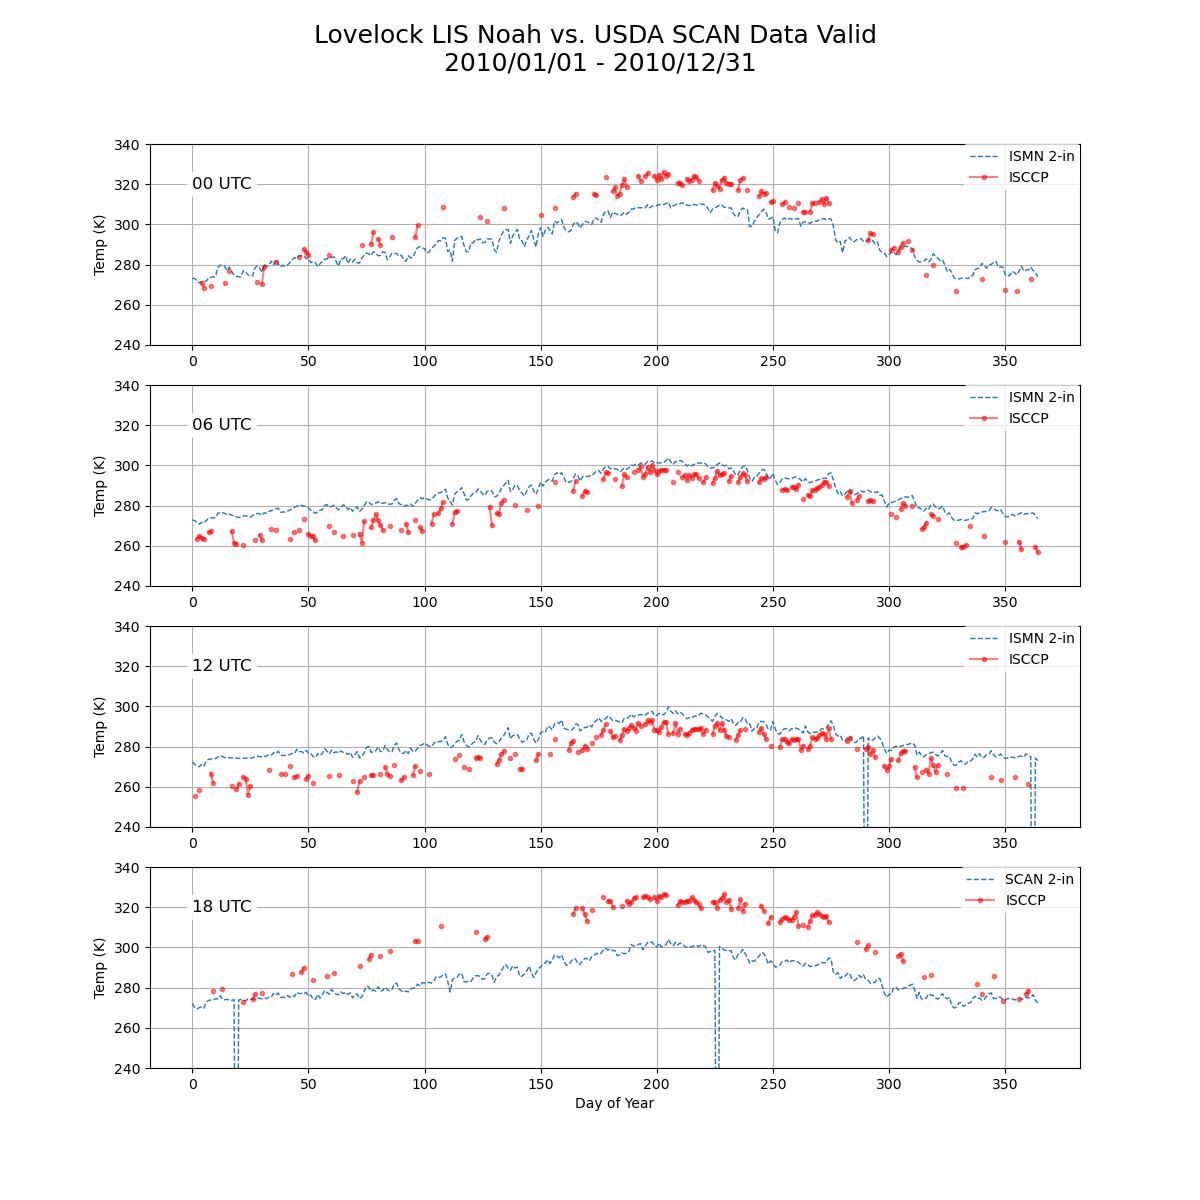 Lovelock LIS Noah vs. USDA SCAN Data Valid
2010/01/01 - 2010/12/31
340
320
300
280
260
240
Temp (K)
00 UTC
ISMN 2-in
ISCCP
0 50 100 150 200 250 300 350
340
320
300
280
260
240
Temp (K)
06 UTC
ISMN 2-in
ISCCP
0 50 100 150 200 250 300 350
340
320
300
280
260
240
Temp (K)
12 UTC
ISMN 2-in
ISCCP
0 50 100 150 200 250 300 350
340
320
300
280
260
240
Temp (K)
18 UTC
SCAN 2-in
ISCCP
0 50 100 150 200 250 300 350
Day of Year